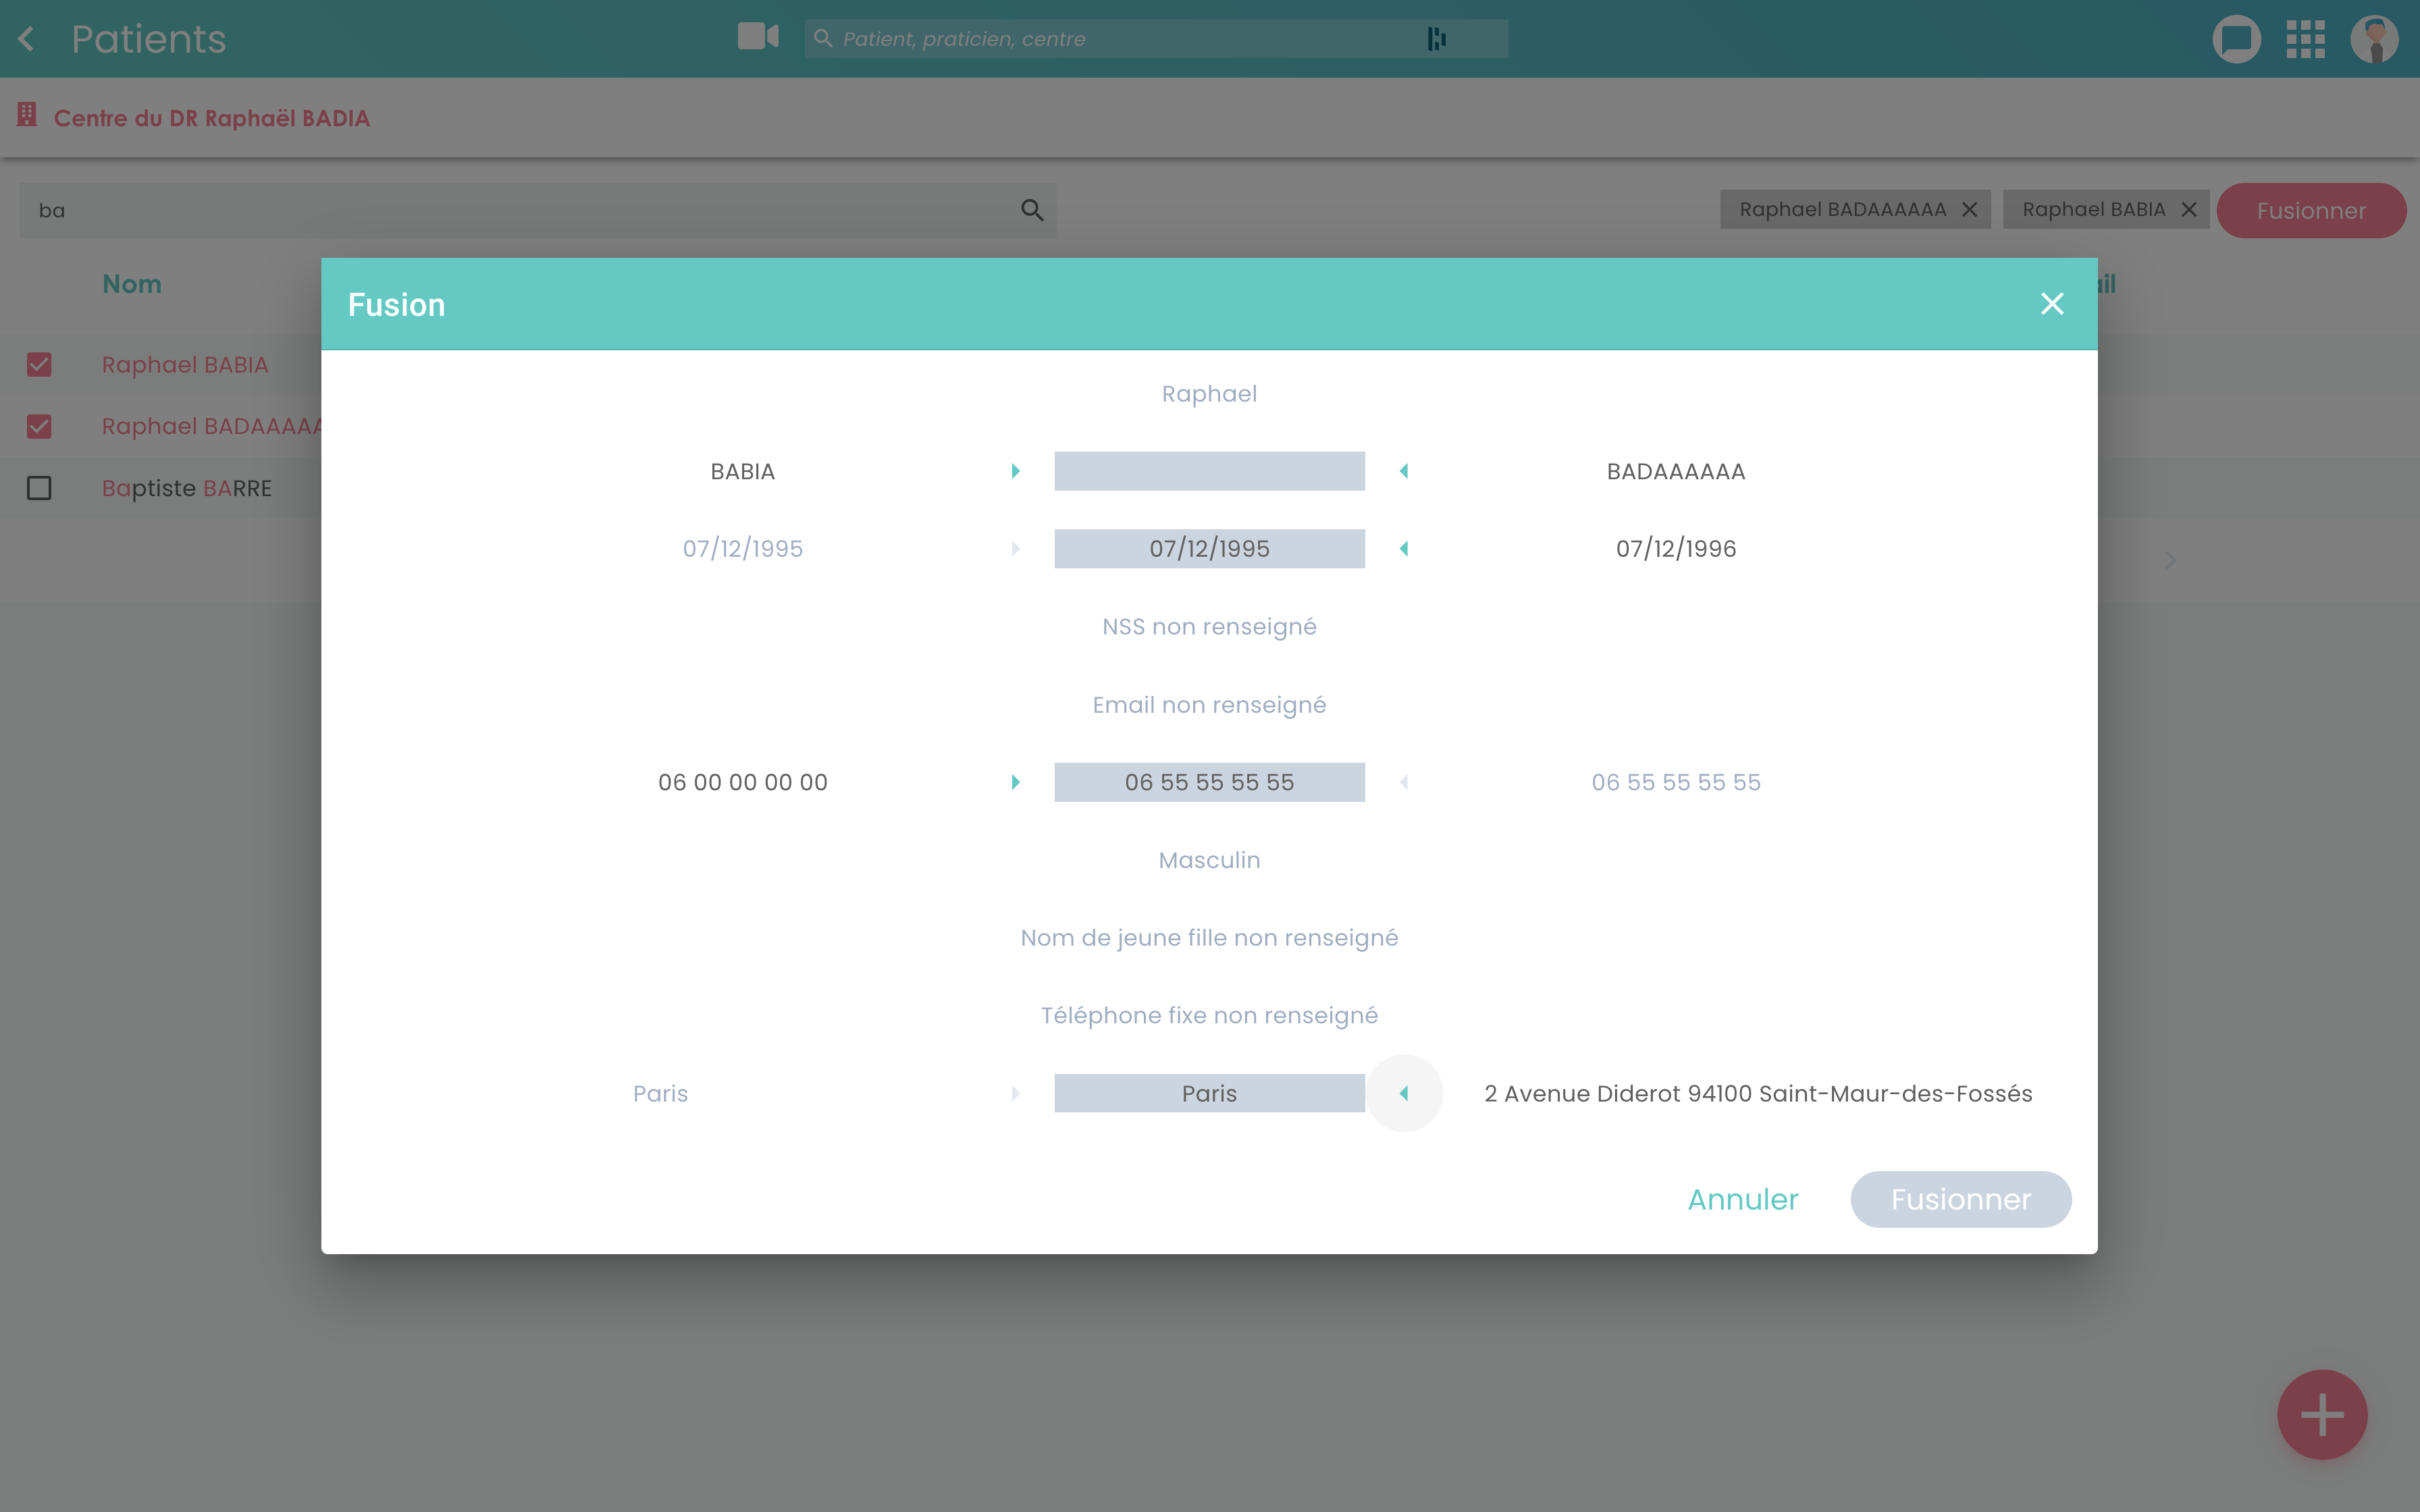 Patients
Patient, praticien, centre
Centre du DR Raphaël BADIA
ba
Raphael BADAAAAAA
Raphael BABIA
Fusionner
Nom
il
Raphael BABIA
Raphael BADAAAAA
Baptiste BARRE
Fusion
Raphael
BABIA
BADAAAAAA
07/12/1995
07/12/1995
07/12/1996
NSS non renseigné
Email non renseigné
06 00 00 00 00
06 55 55 55 55
06 55 55 55 55
Masculin
Nom de jeune fille non renseigné
Téléphone fixe non renseigné
Paris
Paris
2 Avenue Diderot 94100 Saint-Maur-des-Fossés
Annuler
Fusionner